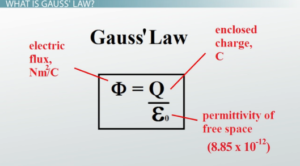 WHAT IS GAUSS' LAW?
Gauss' Law
electric
flux,
Nm²/C
enclosed
charge,
C
Φ = Q
ε₀
permittivity of
free space
(8.85 x 10⁻¹²)